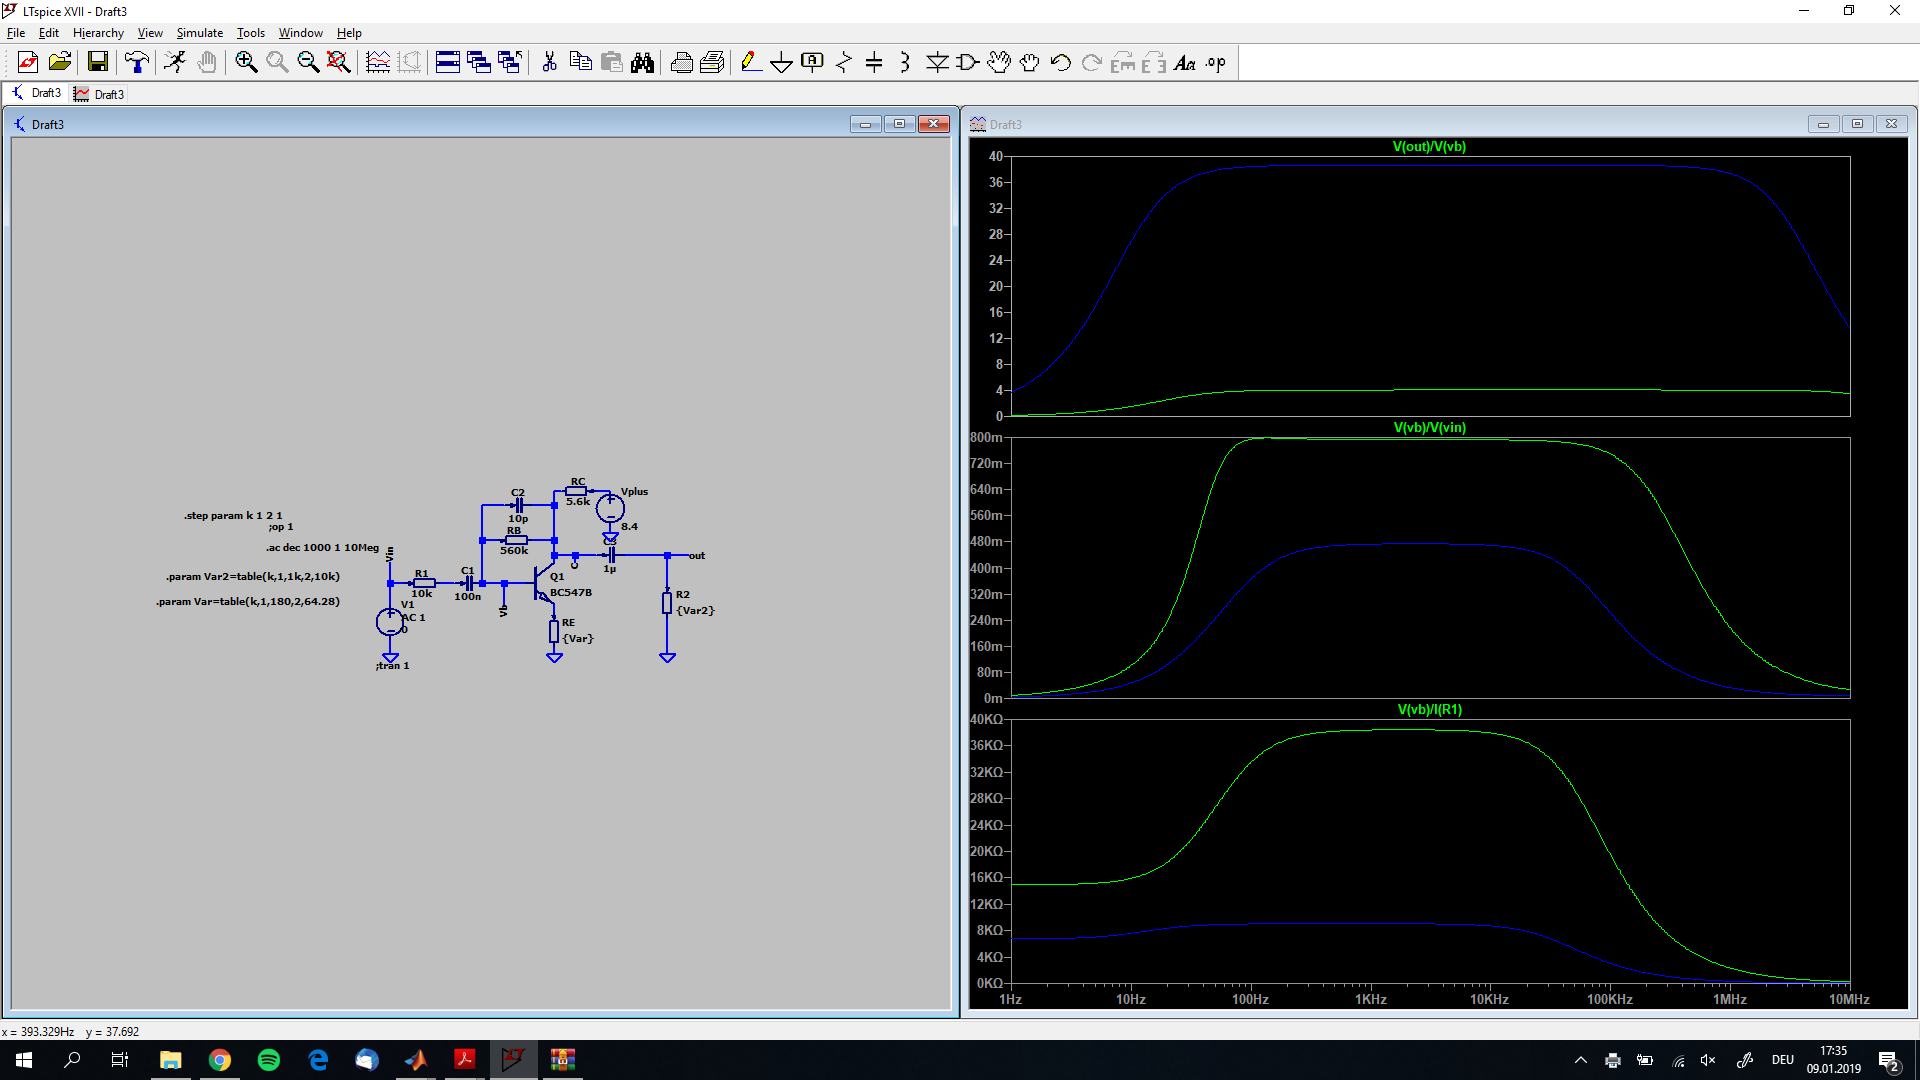 LTspice XVII - Draft3
File Edit Hierarchy View Simulate Tools Window Help
Draft3 Draft3
Draft3
.step param k 1 2 1
;op 1
.ac dec 1000 1 10Meg
.param Var2=table(k,1,1k,2,10k)
.param Var=table(k,1,180,2,64.28)
Vin
R1
10k
C1
100n
V1
AC 1
0
;tran 1
C2
10p
RB
560k
RC
5.6k
Vplus
8.4
Vb
Q1
BC547B
RE
{Var}
C
C3
1µ
out
R2
{Var2}
Draft3
V(out)/V(vb)
40
36
32
28
24
20
16
12
8
4
0
V(vb)/V(vin)
800m
720m
640m
560m
480m
400m
320m
240m
160m
80m
0m
V(vb)/I(R1)
40KΩ
36KΩ
32KΩ
28KΩ
24KΩ
20KΩ
16KΩ
12KΩ
8KΩ
4KΩ
0KΩ
1Hz 10Hz 100Hz 1KHz 10KHz 100KHz 1MHz 10MHz
x = 393.329Hz y = 37.692
DEU
17:35
09.01.2019
2